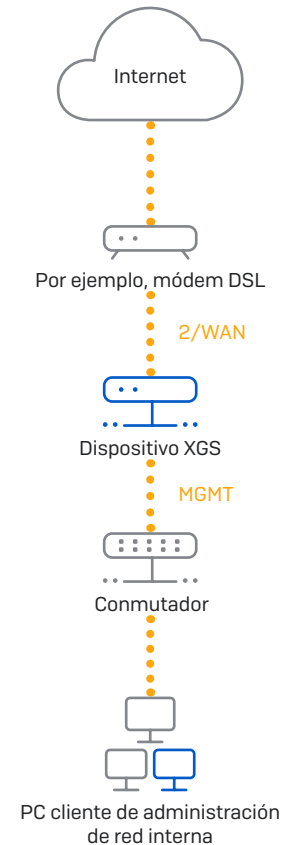 Internet
Por ejemplo, módem DSL
2/WAN
Dispositivo XGS
MGMT
Conmutador
PC cliente de administración
de red interna